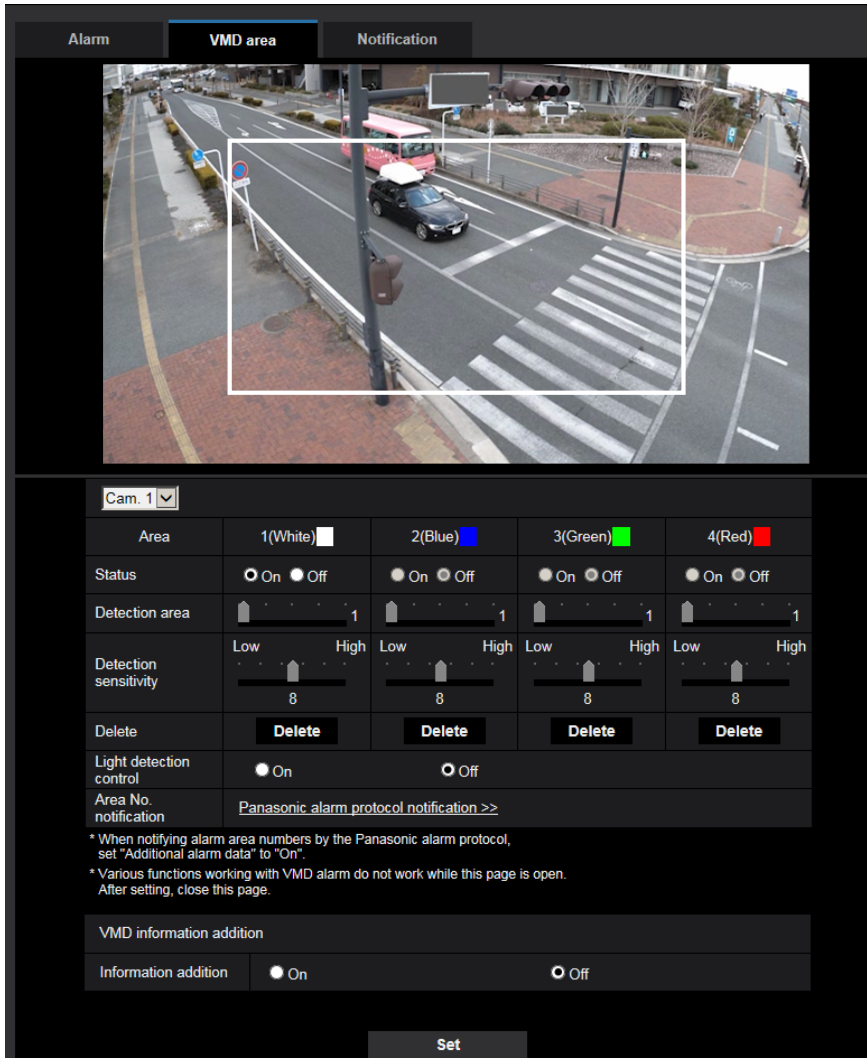 Alarm VMD area Notification
Cam. 1
Area 1(White) 2(Blue) 3(Green) 4(Red)
Status On Off On Off On Off On Off
Detection area 1 1 1 1
Low High Low High Low High Low High
Detection
sensitivity
8 8 8 8
Delete Delete Delete Delete Delete
Light detection
control
On Off
Area No.
notification
Panasonic alarm protocol notification >>
* When notifying alarm area numbers by the Panasonic alarm protocol,
set "Additional alarm data" to "On".
* Various functions working with VMD alarm do not work while this page is open.
After setting, close this page.
VMD information addition
Information addition On Off
Set